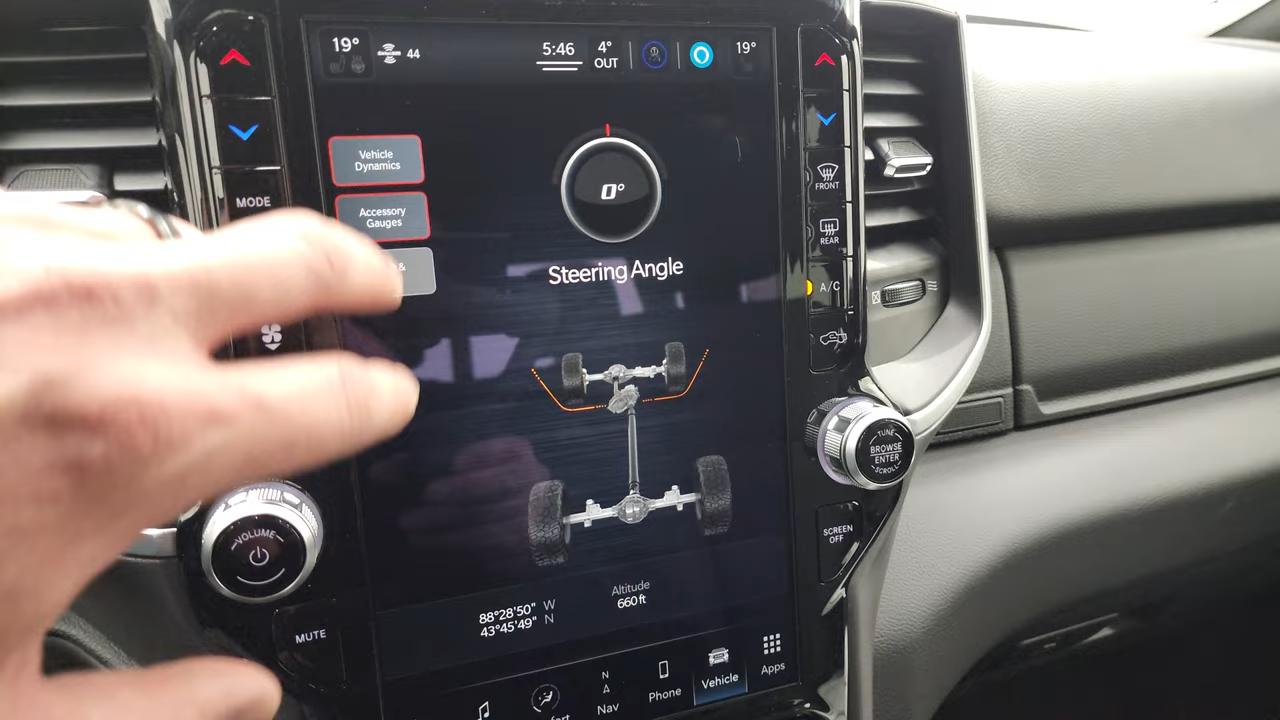 19°
44
5:46
4°
OUT
19°
MODE
Vehicle
Dynamics
Accessory
Gauges
&
0°
Steering Angle
FRONT
REAR
A/C
TUNE
BROWSE
ENTER
SCROLL
SCREEN
OFF
VOLUME
MUTE
88°28'50" W
43°45'49" N
Altitude
660 ft
N
Nav
Phone
Vehicle
Apps